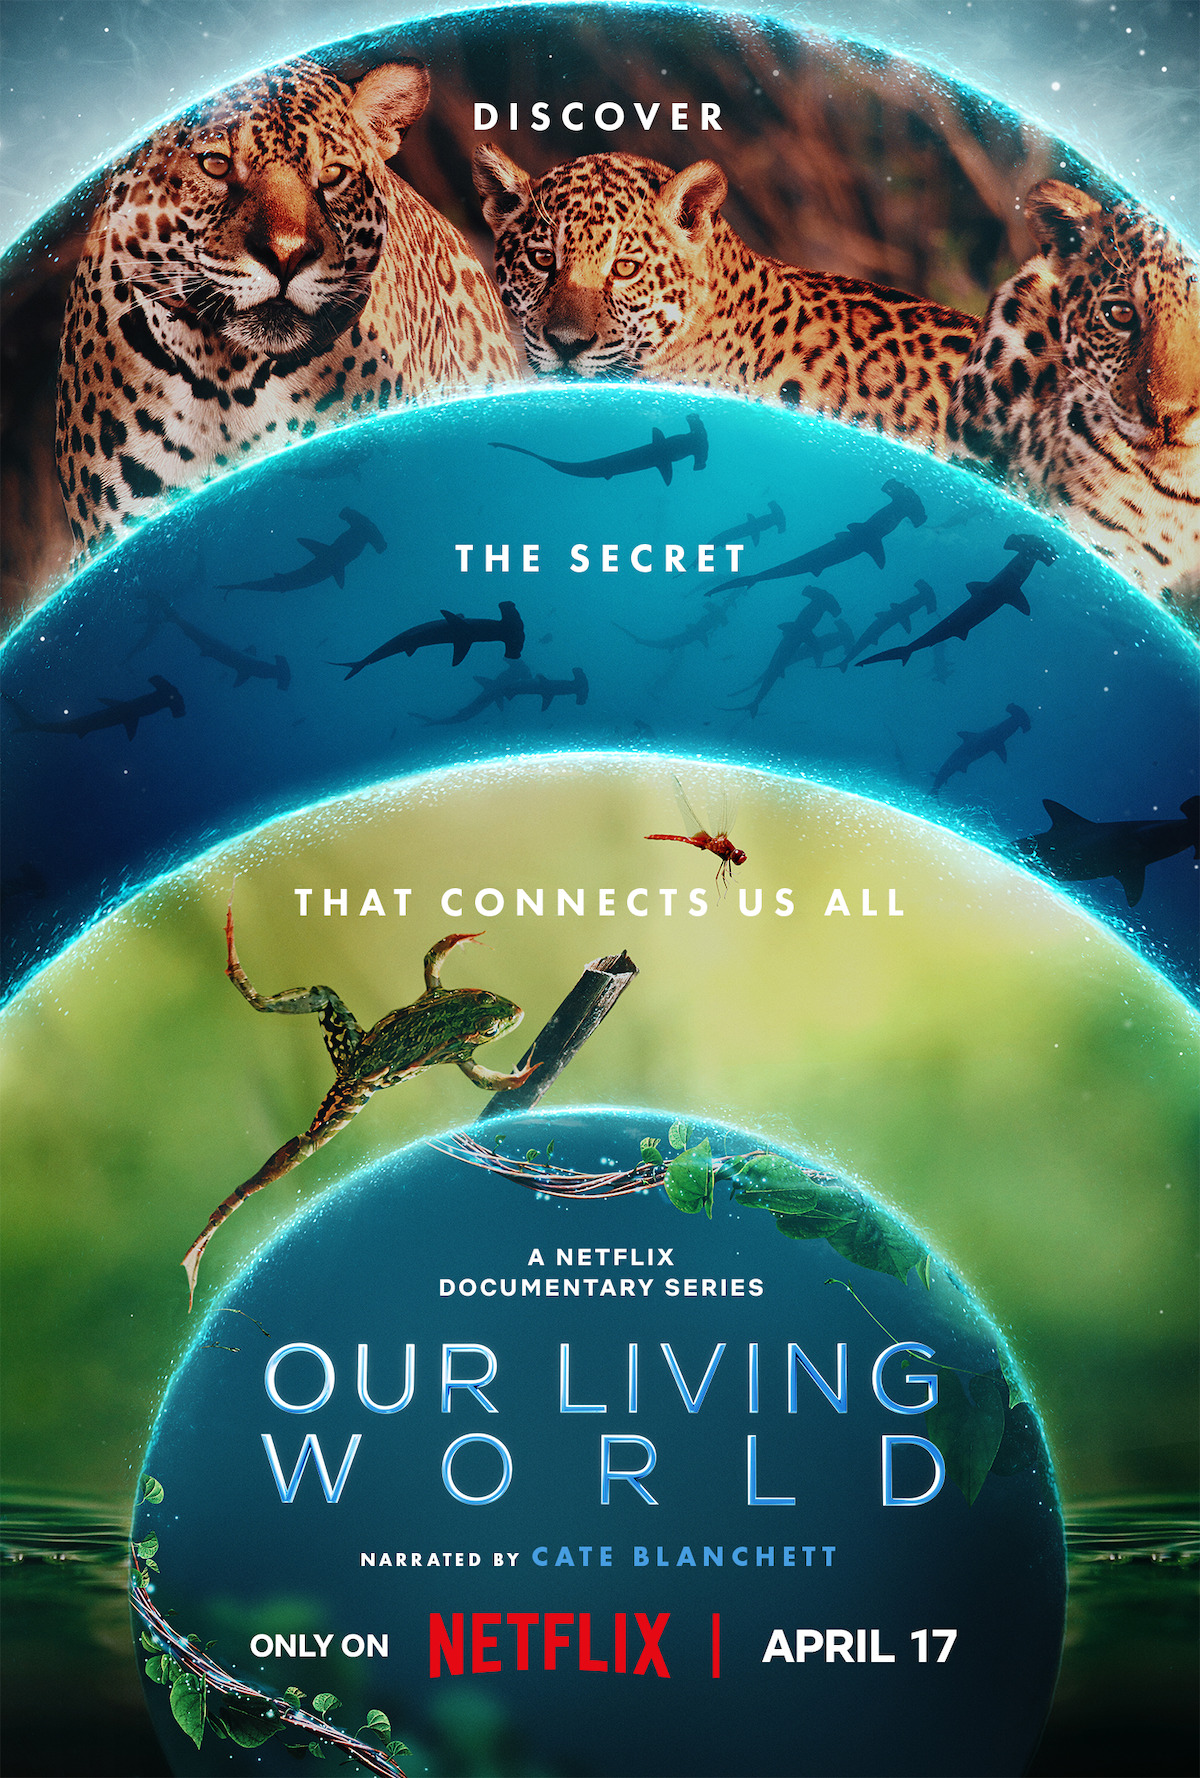 DISCOVER
THE SECRET
THAT CONNECTS US ALL
A NETFLIX
DOCUMENTARY SERIES
OUR LIVING
WORLD
NARRATED BY CATE BLANCHETT
ONLY ON NETFLIX | APRIL 17